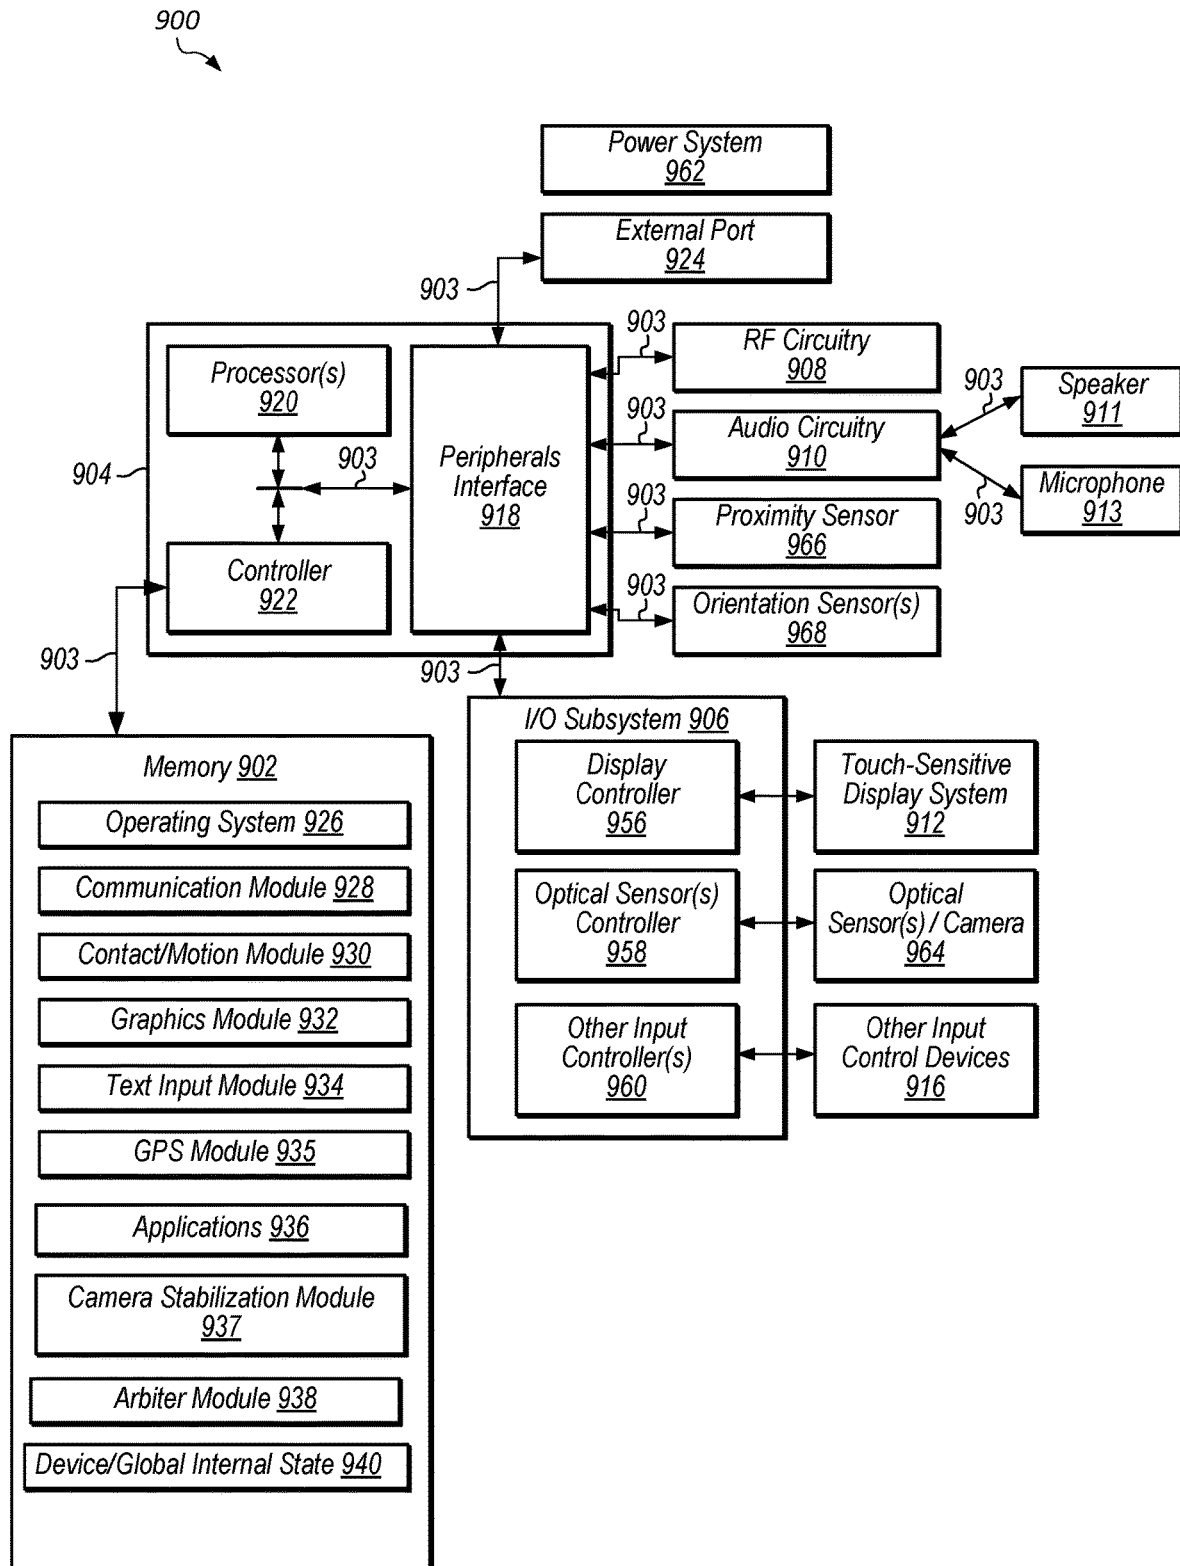 900
Power System
962
External Port
924
903
903
RF Circuitry
908
903
Speaker
911
Processor(s)
920
903
Audio Circuitry
910
904
903
Peripherals
Interface
918
903
Proximity Sensor
966
903
Microphone
913
Controller
922
903
Orientation Sensor(s)
968
903
903
I/O Subsystem 906
Display
Controller
956
Touch-Sensitive
Display System
912
Optical Sensor(s)
Controller
958
Optical
Sensor(s) / Camera
964
Other Input
Controller(s)
960
Other Input
Control Devices
916
Memory 902
Operating System 926
Communication Module 928
Contact/Motion Module 930
Graphics Module 932
Text Input Module 934
GPS Module 935
Applications 936
Camera Stabilization Module
937
Arbiter Module 938
Device/Global Internal State 940